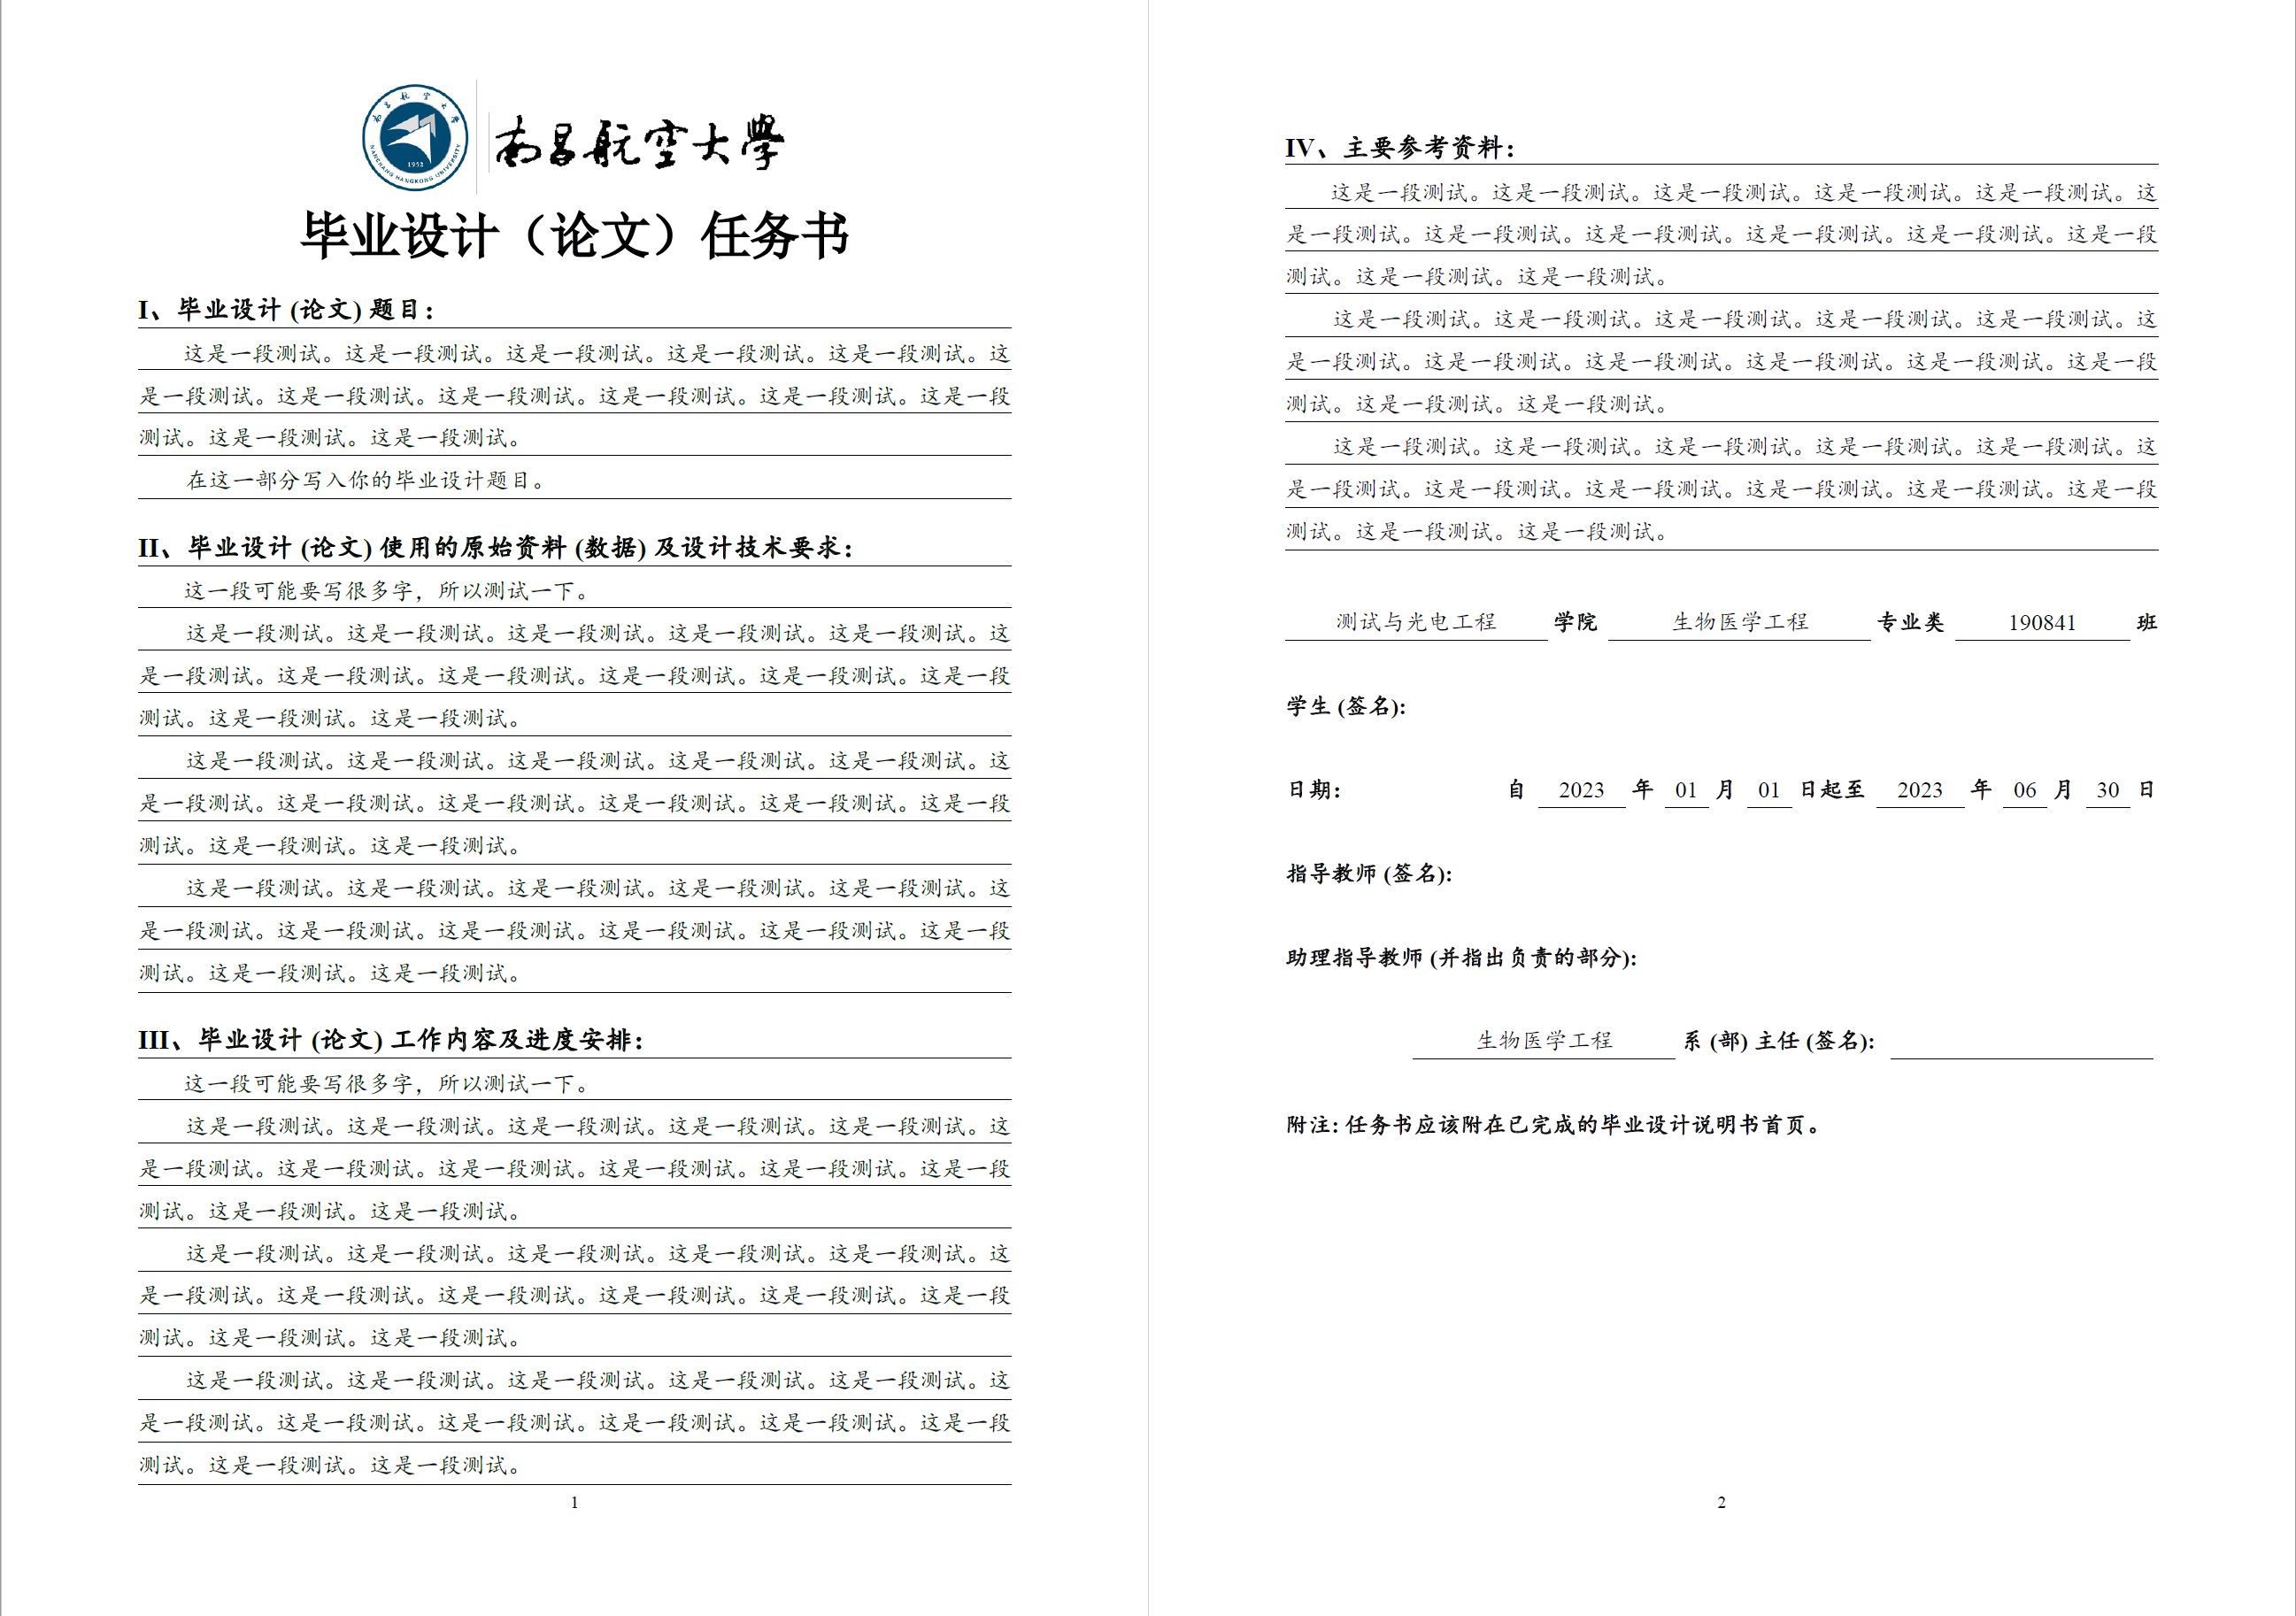 南昌航空大学
NANCHANG HANGKONG UNIVERSITY
1952
南昌航空大學
毕业设计（论文）任务书
I、毕业设计 (论文) 题目：
这是一段测试。这是一段测试。这是一段测试。这是一段测试。这是一段测试。这
是一段测试。这是一段测试。这是一段测试。这是一段测试。这是一段测试。这是一段
测试。这是一段测试。这是一段测试。
在这一部分写入你的毕业设计题目。
II、毕业设计 (论文) 使用的原始资料 (数据) 及设计技术要求：
这一段可能要写很多字，所以测试一下。
这是一段测试。这是一段测试。这是一段测试。这是一段测试。这是一段测试。这
是一段测试。这是一段测试。这是一段测试。这是一段测试。这是一段测试。这是一段
测试。这是一段测试。这是一段测试。
这是一段测试。这是一段测试。这是一段测试。这是一段测试。这是一段测试。这
是一段测试。这是一段测试。这是一段测试。这是一段测试。这是一段测试。这是一段
测试。这是一段测试。这是一段测试。
这是一段测试。这是一段测试。这是一段测试。这是一段测试。这是一段测试。这
是一段测试。这是一段测试。这是一段测试。这是一段测试。这是一段测试。这是一段
测试。这是一段测试。这是一段测试。
III、毕业设计 (论文) 工作内容及进度安排：
这一段可能要写很多字，所以测试一下。
这是一段测试。这是一段测试。这是一段测试。这是一段测试。这是一段测试。这
是一段测试。这是一段测试。这是一段测试。这是一段测试。这是一段测试。这是一段
测试。这是一段测试。这是一段测试。
这是一段测试。这是一段测试。这是一段测试。这是一段测试。这是一段测试。这
是一段测试。这是一段测试。这是一段测试。这是一段测试。这是一段测试。这是一段
测试。这是一段测试。这是一段测试。
这是一段测试。这是一段测试。这是一段测试。这是一段测试。这是一段测试。这
是一段测试。这是一段测试。这是一段测试。这是一段测试。这是一段测试。这是一段
测试。这是一段测试。这是一段测试。
1
IV、主要参考资料：
这是一段测试。这是一段测试。这是一段测试。这是一段测试。这是一段测试。这
是一段测试。这是一段测试。这是一段测试。这是一段测试。这是一段测试。这是一段
测试。这是一段测试。这是一段测试。
这是一段测试。这是一段测试。这是一段测试。这是一段测试。这是一段测试。这
是一段测试。这是一段测试。这是一段测试。这是一段测试。这是一段测试。这是一段
测试。这是一段测试。这是一段测试。
这是一段测试。这是一段测试。这是一段测试。这是一段测试。这是一段测试。这
是一段测试。这是一段测试。这是一段测试。这是一段测试。这是一段测试。这是一段
测试。这是一段测试。这是一段测试。
测试与光电工程 学院 生物医学工程 专业类 190841 班
学生 (签名):
日期: 自 2023 年 01 月 01 日起至 2023 年 06 月 30 日
指导教师 (签名):
助理指导教师 (并指出负责的部分):
生物医学工程 系 (部) 主任 (签名):
附注: 任务书应该附在已完成的毕业设计说明书首页。
2